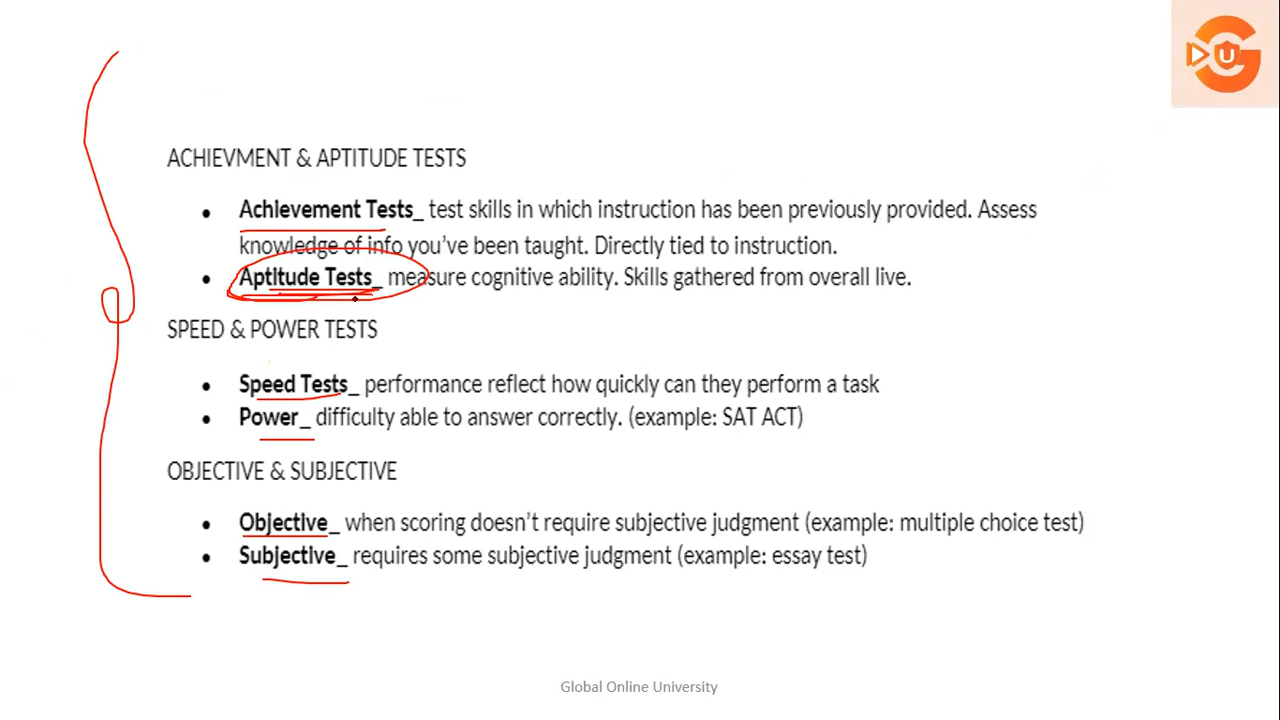 U
ACHIEVMENT & APTITUDE TESTS
• Achievement Tests_ test skills in which instruction has been previously provided. Assess
knowledge of info you've been taught. Directly tied to instruction.
• Aptitude Tests_ measure cognitive ability. Skills gathered from overall live.
SPEED & POWER TESTS
• Speed Tests_ performance reflect how quickly can they perform a task
• Power_ difficulty able to answer correctly. (example: SAT ACT)
OBJECTIVE & SUBJECTIVE
• Objective_ when scoring doesn't require subjective judgment (example: multiple choice test)
• Subjective_ requires some subjective judgment (example: essay test)
Global Online University